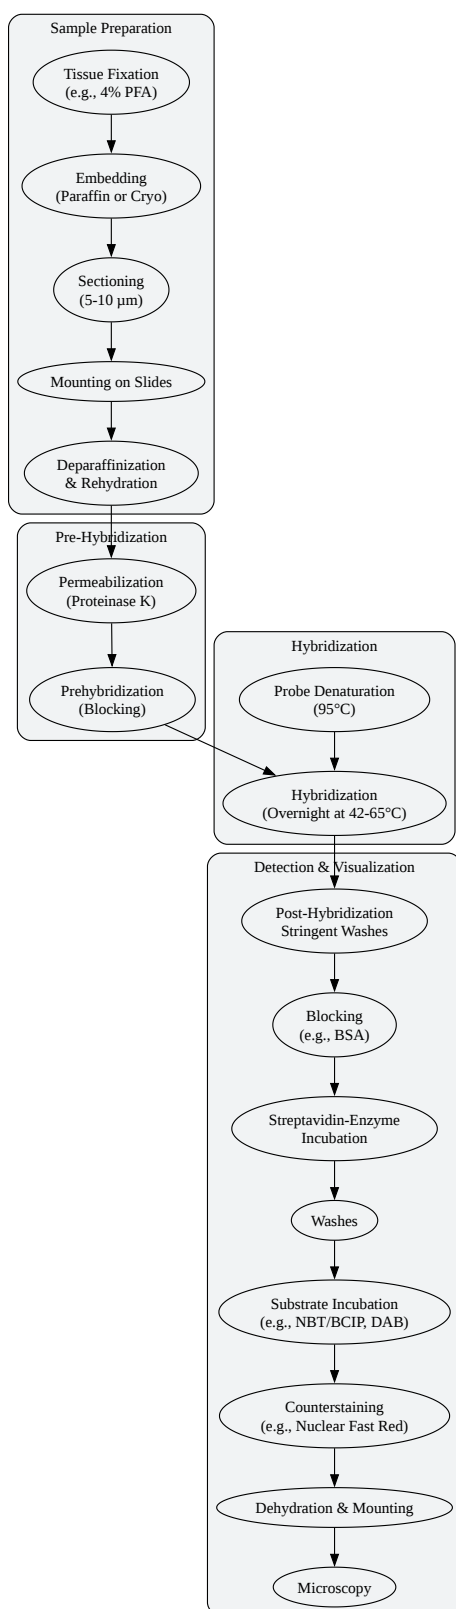 Sample Preparation
Tissue Fixation
(e.g., 4% PFA)
Embedding
(Paraffin or Cryo)
Sectioning
(5-10 µm)
Mounting on Slides
Deparaffinization
& Rehydration
Pre-Hybridization
Permeabilization
(Proteinase K)
Prehybridization
(Blocking)
Hybridization
Probe Denaturation
(95°C)
Hybridization
(Overnight at 42-65°C)
Detection & Visualization
Post-Hybridization
Stringent Washes
Blocking
(e.g., BSA)
Streptavidin-Enzyme
Incubation
Washes
Substrate Incubation
(e.g., NBT/BCIP, DAB)
Counterstaining
(e.g., Nuclear Fast Red)
Dehydration & Mounting
Microscopy